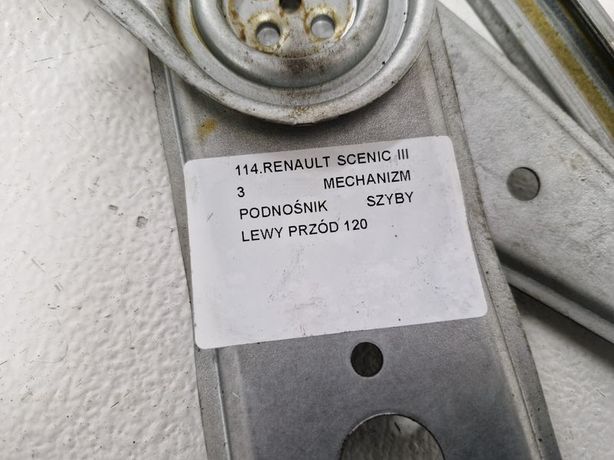 114.RENAULT SCENIC III
3 MECHANIZM
PODNOŚNIK SZYBY
LEWY PRZÓD 120